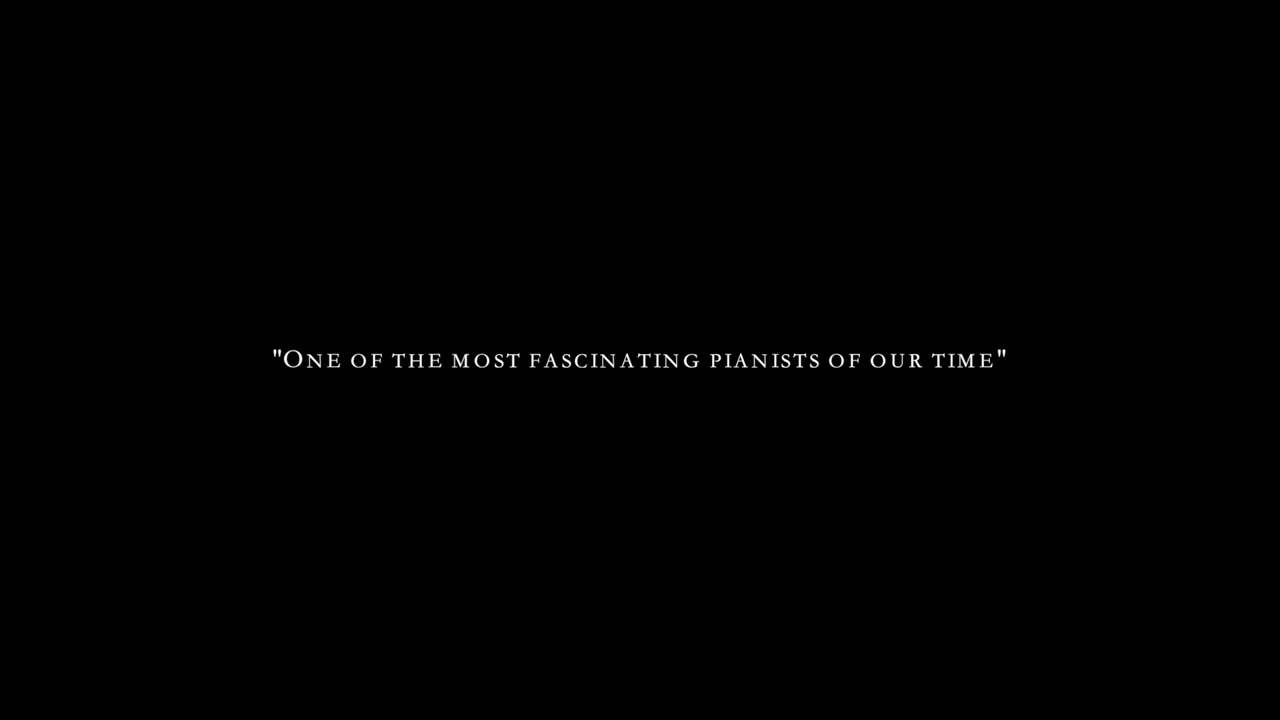 "One of the most fascinating pianists of our time"